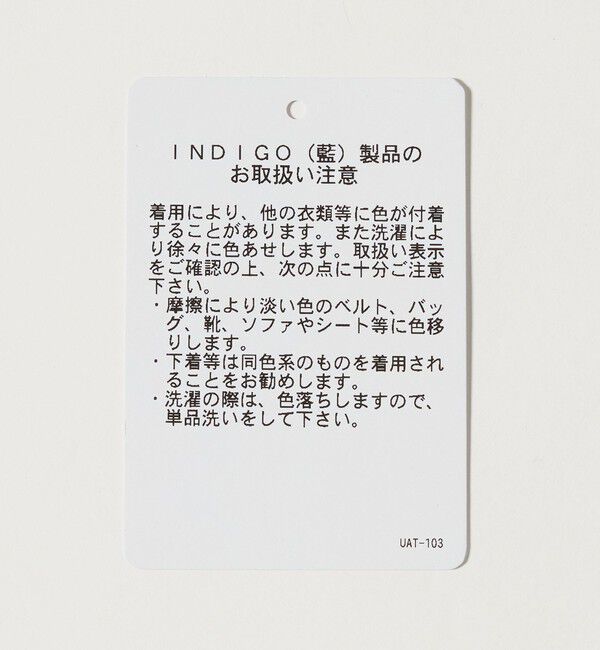 ＩＮＤＩＧＯ（藍）製品の
お取扱い注意
着用により、他の衣類等に色が付着
することがあります。また洗濯によ
り徐々に色あせします。取扱い表示
をご確認の上、次の点に十分ご注意
下さい。
・摩擦により淡い色のベルト、バッ
グ、靴、ソファやシート等に色移
りします。
・下着等は同色系のものを着用され
ることをお勧めします。
・洗濯の際は、色落ちしますので、
単品洗いをして下さい。
UAT-103